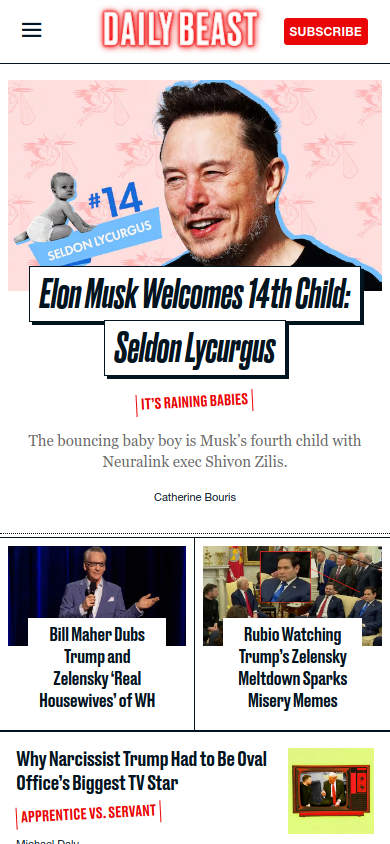 DAILY BEAST
SUBSCRIBE
#14
SELDON LYCURGUS
Elon Musk Welcomes 14th Child:
Seldon Lycurgus
IT'S RAINING BABIES
The bouncing baby boy is Musk's fourth child with
Neuralink exec Shivon Zilis.
Catherine Bouris
Bill Maher Dubs
Trump and
Zelensky 'Real
Housewives' of WH
Rubio Watching
Trump's Zelensky
Meltdown Sparks
Misery Memes
Why Narcissist Trump Had to Be Oval
Office's Biggest TV Star
APPRENTICE VS. SERVANT
Michael Daly